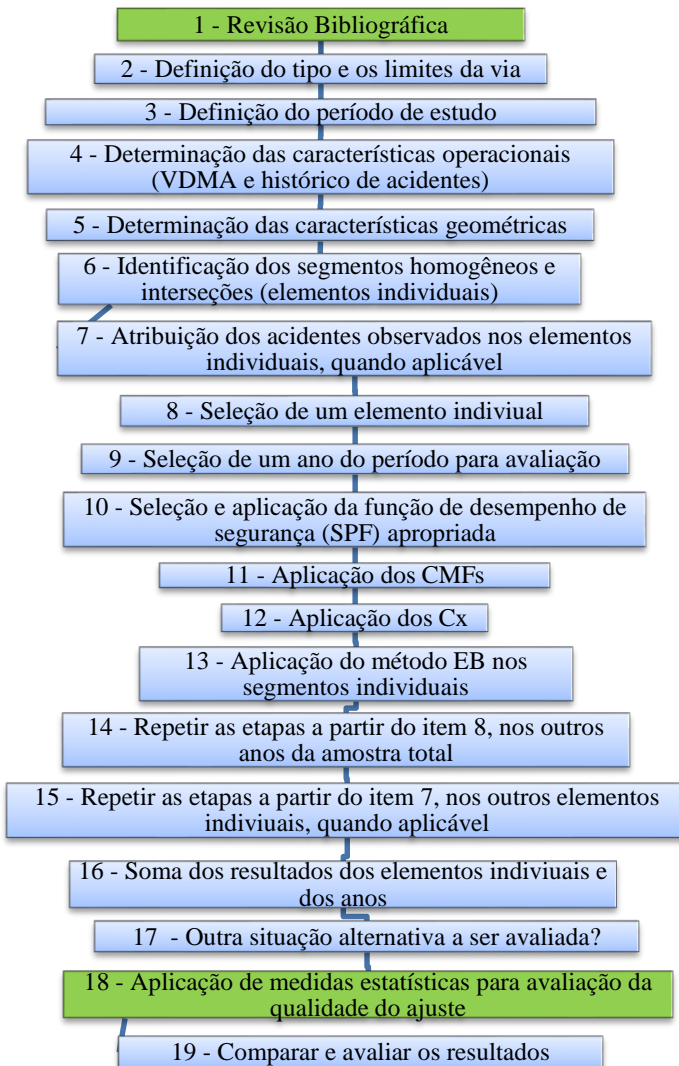 1 - Revisão Bibliográfica
2 - Definição do tipo e os limites da via
3 - Definição do período de estudo
4 - Determinação das características operacionais
(VDMA e histórico de acidentes)
5 - Determinação das características geométricas
6 - Identificação dos segmentos homogêneos e
interseções (elementos individuais)
7 - Atribuição dos acidentes observados nos elementos
individuais, quando aplicável
8 - Seleção de um elemento indiviual
9 - Seleção de um ano do período para avaliação
10 - Seleção e aplicação da função de desempenho de
segurança (SPF) apropriada
11 - Aplicação dos CMFs
12 - Aplicação dos Cx
13 - Aplicação do método EB nos
segmentos individuais
14 - Repetir as etapas a partir do item 8, nos outros
anos da amostra total
15 - Repetir as etapas a partir do item 7, nos outros elementos
indiviuais, quando aplicável
16 - Soma dos resultados dos elementos indiviuais e
dos anos
17  - Outra situação alternativa a ser avaliada?
18 - Aplicação de medidas estatísticas para avaliação da
qualidade do ajuste
19 - Comparar e avaliar os resultados